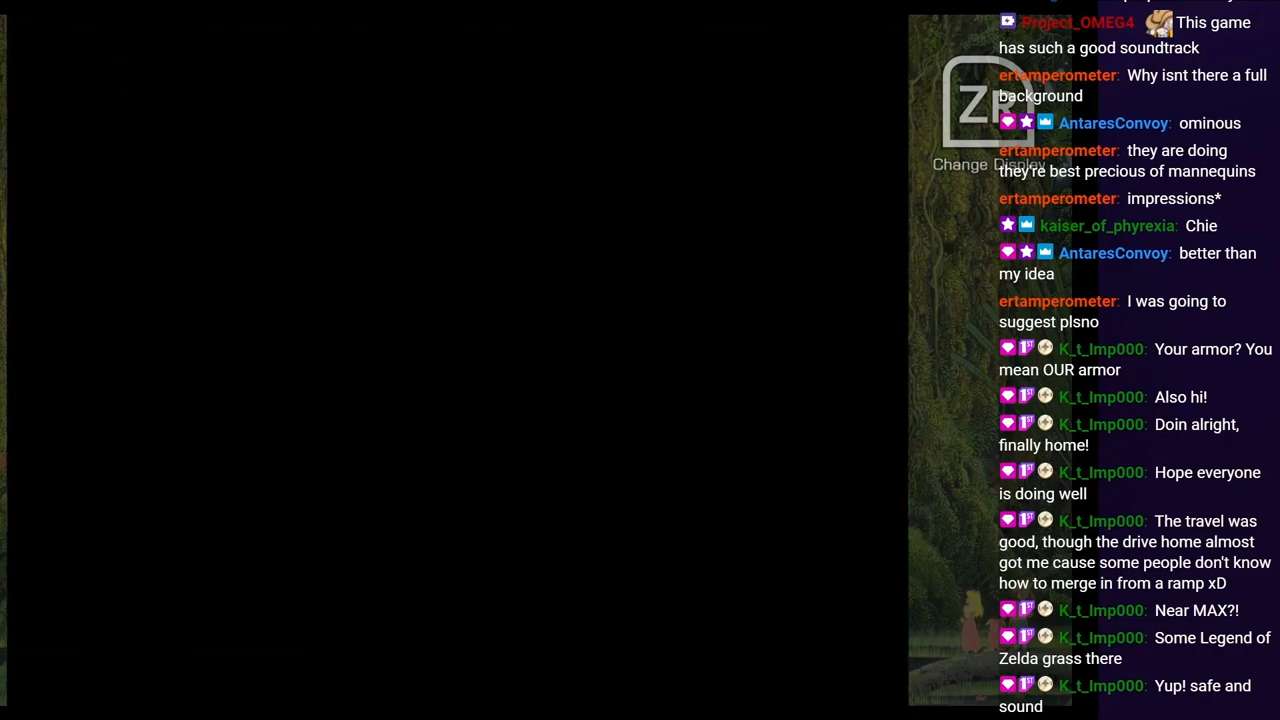 Project_OMEG4 This game
has such a good soundtrack
ertamperometer: Why isnt there a full
background
AntaresConvoy: ominous
ertamperometer: they are doing
they're best precious of mannequins
ertamperometer: impressions*
kaiser_of_phyrexia: Chie
AntaresConvoy: better than
my idea
ertamperometer: I was going to
suggest plsno
K_t_Imp000: Your armor? You
mean OUR armor
K_t_Imp000: Also hi!
K_t_Imp000: Doin alright,
finally home!
K_t_Imp000: Hope everyone
is doing well
K_t_Imp000: The travel was
good, though the drive home almost
got me cause some people don't know
how to merge in from a ramp xD
K_t_Imp000: Near MAX?!
K_t_Imp000: Some Legend of
Zelda grass there
K_t_Imp000: Yup! safe and
sound
ZR
Change Display